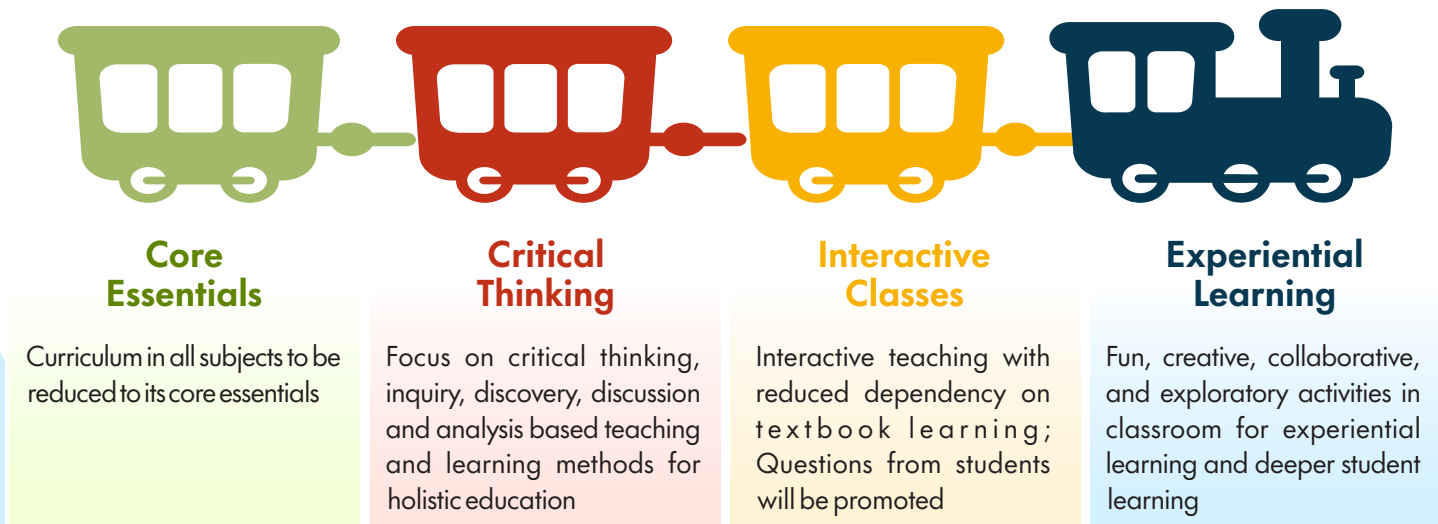 Core
Essentials
Curriculum in all subjects to be
reduced to its core essentials
Critical
Thinking
Focus on critical thinking,
inquiry, discovery, discussion
and analysis based teaching
and learning methods for
holistic education
Interactive
Classes
Interactive teaching with
reduced dependency on
textbook learning;
Questions from students
will be promoted
Experiential
Learning
Fun, creative, collaborative,
and exploratory activities in
classroom for experiential
learning and deeper student
learning